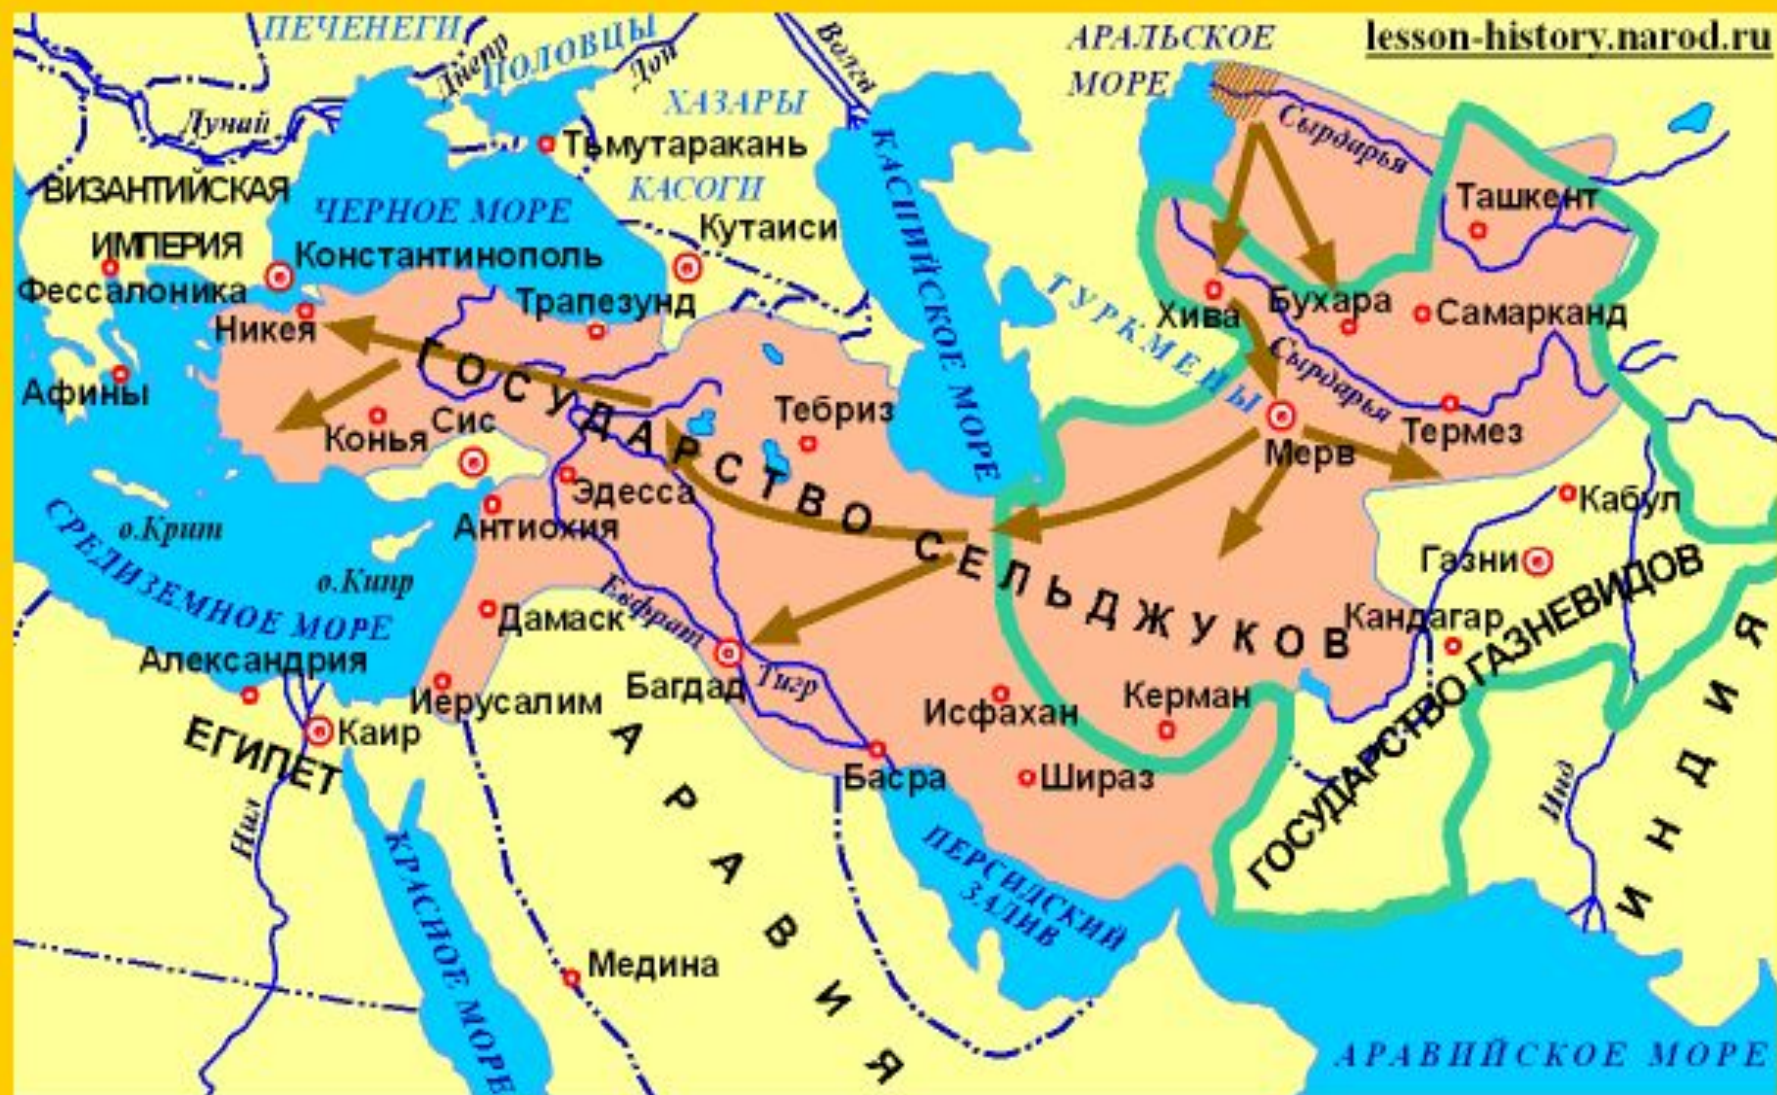 ПЕЧЕНЕГИ
ПОЛОВЦЫ
Днепр
Дон
Волга
АРАЛЬСКОЕ
МОРЕ
lesson-history.narod.ru
ХАЗАРЫ
Дунай
Тьмутаракань
Сырдарья
КАСОГИ
ВИЗАНТИЙСКАЯ
ИМПЕРИЯ
ЧЕРНОЕ МОРЕ
КАСПИЙСКОЕ МОРЕ
Ташкент
Кутаиси
Константинополь
Фессалоника
Трапезунд
Никея
ТУРКМЕНЫ
Хива
Бухара
Самарканд
Сырдарья
Афины
ГОСУДАРСТВО СЕЛЬДЖУКОВ
Тебриз
Конья
Сис
Мерв
Термез
Эдесса
Антиохия
Кабул
о.Крит
СРЕДИЗЕМНОЕ МОРЕ
о.Кипр
Газни
Евфрат
Дамаск
Кандагар
ГОСУДАРСТВО ГАЗНЕВИДОВ
Александрия
Иерусалим
Багдад
Тигр
Исфахан
Керман
ЕГИПЕТ
Каир
АРАВИЯ
Басра
Шираз
Нил
Инд
ИНДИЯ
КРАСНОЕ МОРЕ
ПЕРСИДСКИЙ
ЗАЛИВ
Медина
АРАВИЙСКОЕ МОРЕ